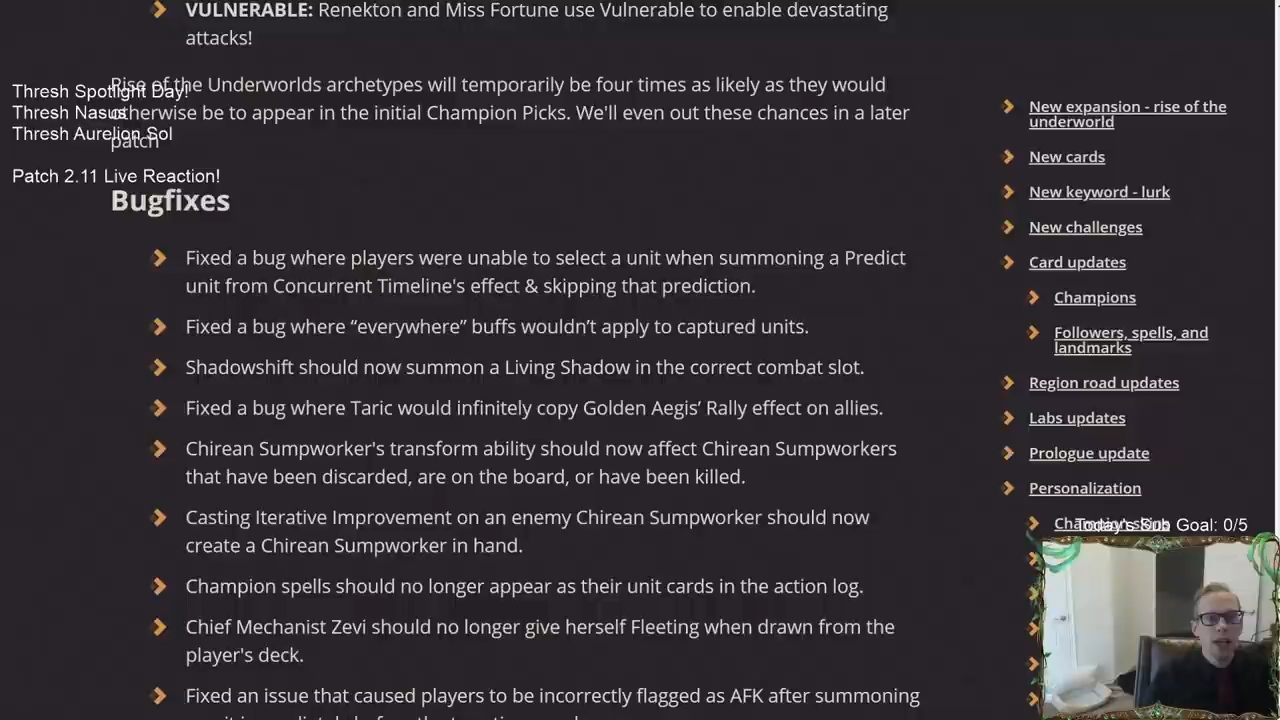 VULNERABLE: Renekton and Miss Fortune use Vulnerable to enable devastating
attacks!
Rise of the Underworlds archetypes will temporarily be four times as likely as they would
otherwise be to appear in the initial Champion Picks. We'll even out these chances in a later
patch
Thresh Spotlight Day!
Thresh Nasus
Thresh Aurelion Sol
Patch 2.11 Live Reaction!
Bugfixes
Fixed a bug where players were unable to select a unit when summoning a Predict
unit from Concurrent Timeline's effect & skipping that prediction.
Fixed a bug where “everywhere” buffs wouldn’t apply to captured units.
Shadowshift should now summon a Living Shadow in the correct combat slot.
Fixed a bug where Taric would infinitely copy Golden Aegis’ Rally effect on allies.
Chirean Sumpworker's transform ability should now affect Chirean Sumpworkers
that have been discarded, are on the board, or have been killed.
Casting Iterative Improvement on an enemy Chirean Sumpworker should now
create a Chirean Sumpworker in hand.
Champion spells should no longer appear as their unit cards in the action log.
Chief Mechanist Zevi should no longer give herself Fleeting when drawn from the
player's deck.
Fixed an issue that caused players to be incorrectly flagged as AFK after summoning
New expansion - rise of the
underworld
New cards
New keyword - lurk
New challenges
Card updates
Champions
Followers, spells, and
landmarks
Region road updates
Labs updates
Prologue update
Personalization
Today's Sub Goal: 0/5